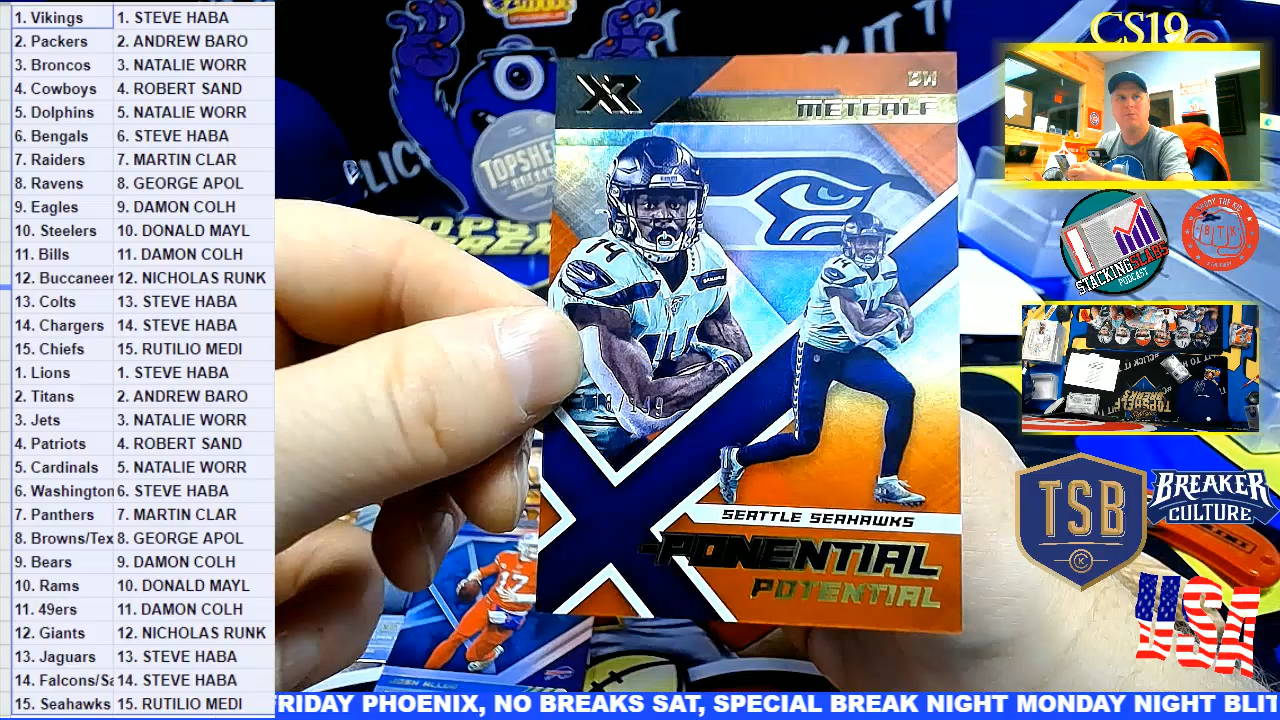 1. Vikings 1. STEVE HABA
2. Packers 2. ANDREW BARO
3. Broncos 3. NATALIE WORR
4. Cowboys 4. ROBERT SAND
5. Dolphins 5. NATALIE WORR
6. Bengals 6. STEVE HABA
7. Raiders 7. MARTIN CLAR
8. Ravens 8. GEORGE APOL
9. Eagles 9. DAMON COLH
10. Steelers 10. DONALD MAYL
11. Bills 11. DAMON COLH
12. Buccaneer 12. NICHOLAS RUNK
13. Colts 13. STEVE HABA
14. Chargers 14. STEVE HABA
15. Chiefs 15. RUTILIO MEDI
1. Lions 1. STEVE HABA
2. Titans 2. ANDREW BARO
3. Jets 3. NATALIE WORR
4. Patriots 4. ROBERT SAND
5. Cardinals 5. NATALIE WORR
6. Washington 6. STEVE HABA
7. Panthers 7. MARTIN CLAR
8. Browns/Tex 8. GEORGE APOL
9. Bears 9. DAMON COLH
10. Rams 10. DONALD MAYL
11. 49ers 11. DAMON COLH
12. Giants 12. NICHOLAS RUNK
13. Jaguars 13. STEVE HABA
14. Falcons/Sa 14. STEVE HABA
15. Seahawks 15. RUTILIO MEDI
CS19
XR
METCALF
14
SEATTLE SEAHAWKS
-PONENTIAL
POTENTIAL
TOPSHE
17
STACKING SLABS
PODCAST
BTK
TOPSHELF
BREAKS
TSB
K
BREAKER
CULTURE
USA
FRIDAY PHOENIX, NO BREAKS SAT, SPECIAL BREAK NIGHT MONDAY NIGHT BLIT